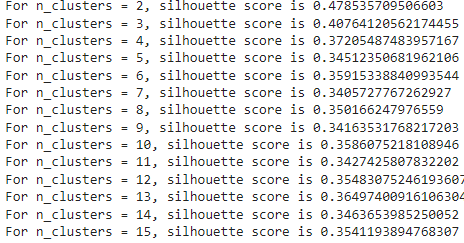 For n_clusters = 2, silhouette score is 0.478535709506603
For n_clusters = 3, silhouette score is 0.40764120562174455
For n_clusters = 4, silhouette score is 0.37205487483957167
For n_clusters = 5, silhouette score is 0.34512350681962106
For n_clusters = 6, silhouette score is 0.35915338840993544
For n_clusters = 7, silhouette score is 0.3405727767262927
For n_clusters = 8, silhouette score is 0.350166247976559
For n_clusters = 9, silhouette score is 0.34163531768217203
For n_clusters = 10, silhouette score is 0.3586075218108946
For n_clusters = 11, silhouette score is 0.3427425807832202
For n_clusters = 12, silhouette score is 0.35483075246193607
For n_clusters = 13, silhouette score is 0.36497400916106304
For n_clusters = 14, silhouette score is 0.3463653985250052
For n_clusters = 15, silhouette score is 0.3541193894768307